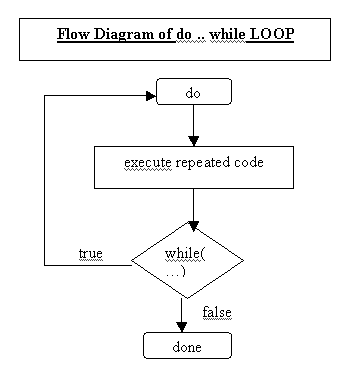 Flow Diagram of do .. while LOOP
do
execute repeated code
while(
...)
true
false
done